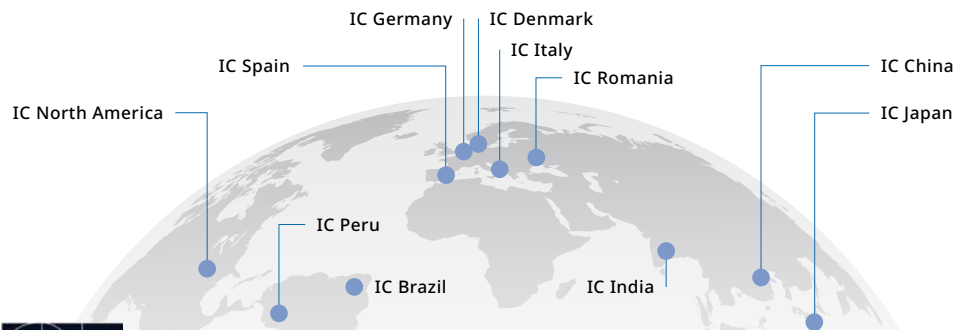 IC Germany
IC Denmark
IC Italy
IC Spain
IC Romania
IC China
IC North America
IC Japan
IC Peru
IC Brazil
IC India